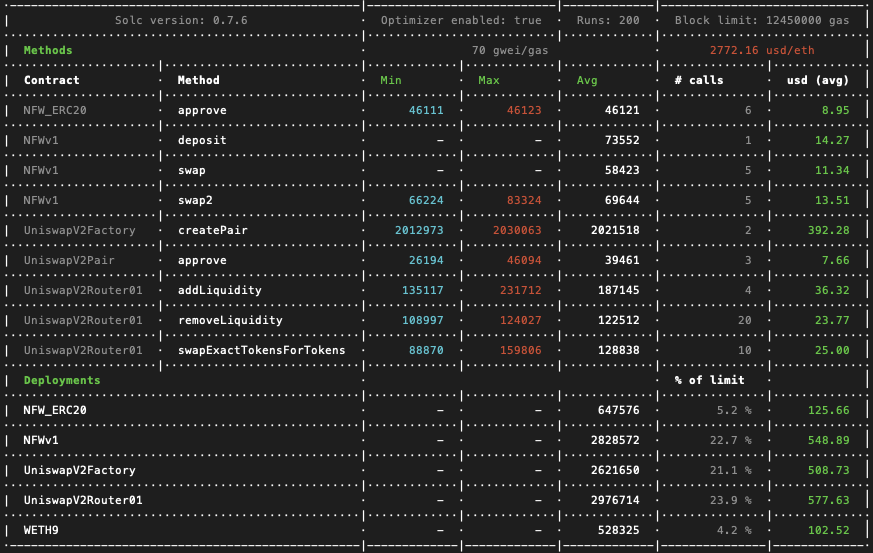 Solc version: 0.7.6 Optimizer enabled: true Runs: 200 Block limit: 12450000 gas
Methods 70 gwei/gas 2772.16 usd/eth
Contract Method Min Max Avg # calls usd (avg)
NFW_ERC20 approve 46111 46123 46121 6 8.95
NFWv1 deposit – – 73552 1 14.27
NFWv1 swap – – 58423 5 11.34
NFWv1 swap2 66224 83324 69644 5 13.51
UniswapV2Factory createPair 2012973 2030063 2021518 2 392.28
UniswapV2Pair approve 26194 46094 39461 3 7.66
UniswapV2Router01 addLiquidity 135117 231712 187145 4 36.32
UniswapV2Router01 removeLiquidity 108997 124027 122512 20 23.77
UniswapV2Router01 swapExactTokensForTokens 88870 159806 128838 10 25.00
Deployments % of limit
NFW_ERC20 – – 647576 5.2 % 125.66
NFWv1 – – 2828572 22.7 % 548.89
UniswapV2Factory – – 2621650 21.1 % 508.73
UniswapV2Router01 – – 2976714 23.9 % 577.63
WETH9 – – 528325 4.2 % 102.52